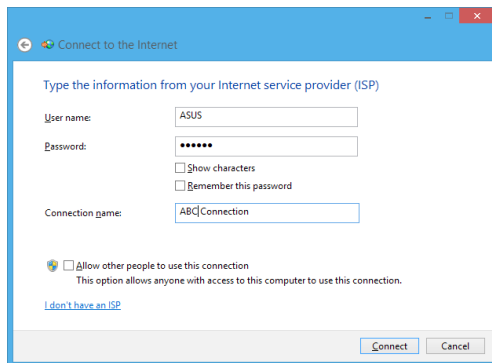 Connect to the Internet
Type the information from your Internet service provider (ISP)
User name:
ASUS
Password:
••••••
Show characters
Remember this password
Connection name:
ABC Connection
Allow other people to use this connection
This option allows anyone with access to this computer to use this connection.
I don't have an ISP
Connect
Cancel